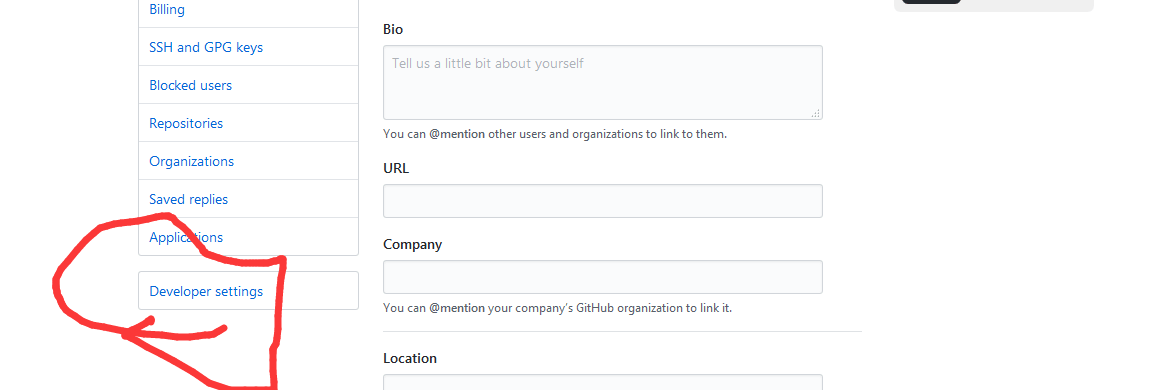 Billing
SSH and GPG keys
Blocked users
Repositories
Organizations
Saved replies
Applications
Developer settings
Bio
Tell us a little bit about yourself
You can @mention other users and organizations to link to them.
URL
Company
You can @mention your company's GitHub organization to link it.
Location